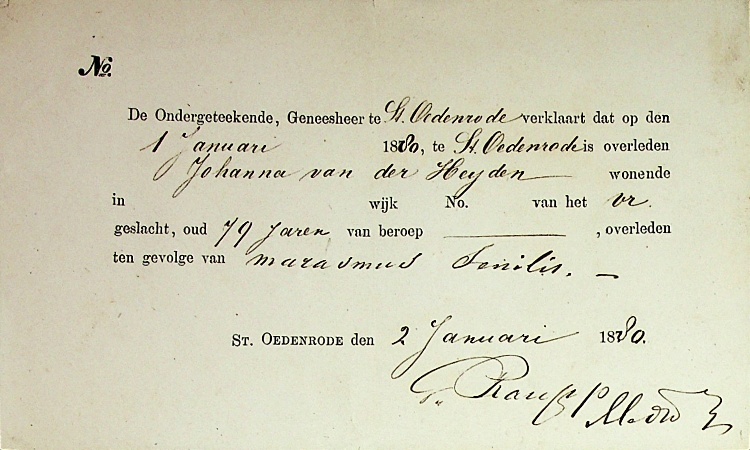 No.
De Ondergeteekende, Geneesheer te St. Oedenrode verklaart dat op den
1 Januari 1880, te St. Oedenrode is overleden
Johanna van der Heyden wonende
in wijk No. van het vr.
geslacht, oud 79 Jaren van beroep ———, overleden
ten gevolge van marasmus Senilis. —
St. Oedenrode den 2 Januari 1880.